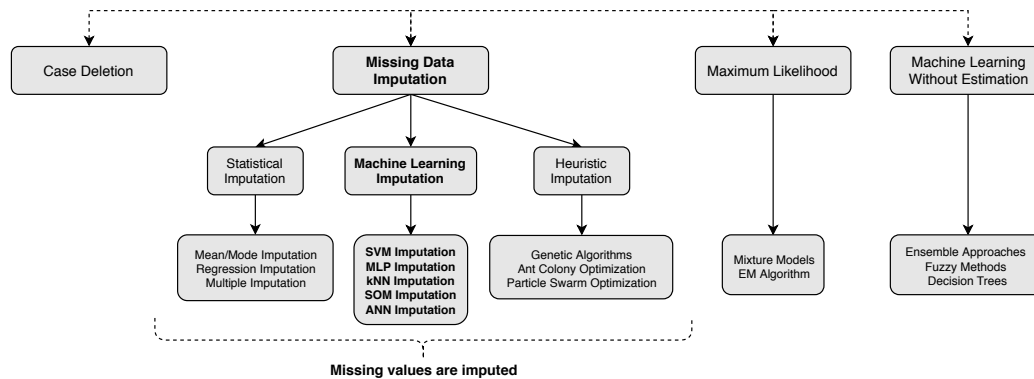 Case Deletion
Missing Data
Imputation
Maximum Likelihood
Machine Learning
Without Estimation
Statistical
Imputation
Machine Learning
Imputation
Heuristic
Imputation
Mean/Mode Imputation
Regression Imputation
Multiple Imputation
SVM Imputation
MLP Imputation
kNN Imputation
SOM Imputation
ANN Imputation
Genetic Algorithms
Ant Colony Optimization
Particle Swarm Optimization
Mixture Models
EM Algorithm
Ensemble Approaches
Fuzzy Methods
Decision Trees
Missing values are imputed